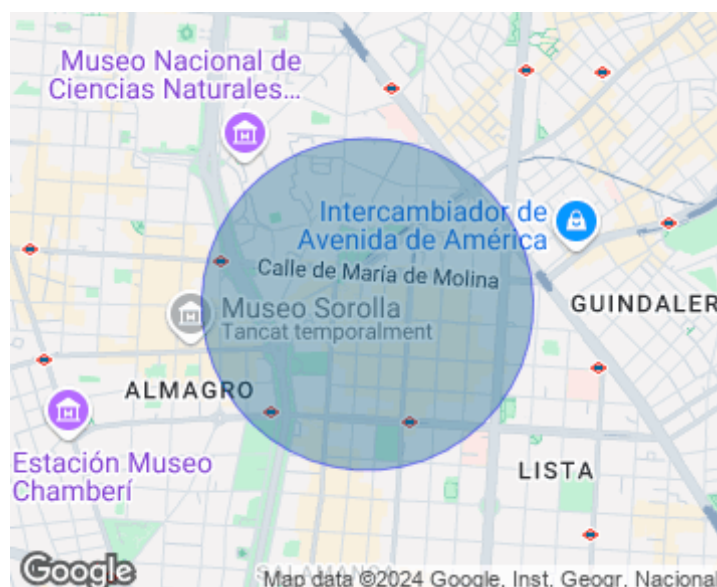 Museo Nacional de
Ciencias Naturales...
Intercambiador de
Avenida de América
Calle de María de Molina
GUINDALER
Museo Sorolla
Tancat temporalment
ALMAGRO
Estación Museo
Chamberí
LISTA
SALAMANCA
Google
Map data ©2024 Google, Inst. Geogr. Nacional